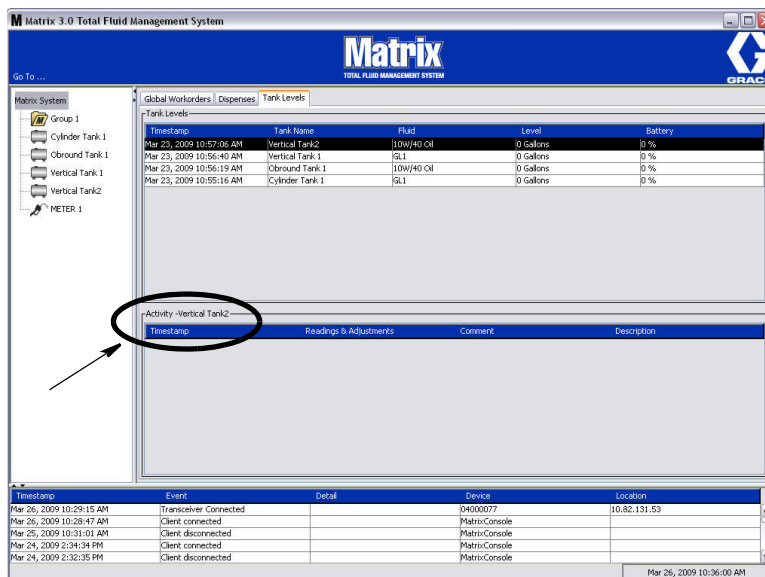 Matrix 3.0 Total Fluid Management System
Matrix
TOTAL FLUID MANAGEMENT SYSTEM
GRAC
Go To ...
Matrix System
Group 1
Cylinder Tank 1
Obround Tank 1
Vertical Tank 1
Vertical Tank2
METER 1
Global Workorders Dispenses Tank Levels
Tank Levels
Timestamp Tank Name Fluid Level Battery
Mar 23, 2009 10:57:06 AM Vertical Tank2 10W/40 Oil 0 Gallons 0 %
Mar 23, 2009 10:56:40 AM Vertical Tank 1 GL1 0 Gallons 0 %
Mar 23, 2009 10:56:19 AM Obround Tank 1 10W/40 Oil 0 Gallons 0 %
Mar 23, 2009 10:55:16 AM Cylinder Tank 1 GL1 0 Gallons 0 %
Activity -Vertical Tank2
Timestamp Readings & Adjustments Comment Description
Timestamp Event Detail Device Location
Mar 26, 2009 10:29:15 AM Transceiver Connected 04000077 10.82.131.53
Mar 26, 2009 10:28:47 AM Client connected MatrixConsole
Mar 25, 2009 10:31:01 AM Client disconnected MatrixConsole
Mar 24, 2009 2:34:34 PM Client connected MatrixConsole
Mar 24, 2009 2:32:35 PM Client disconnected MatrixConsole
Mar 26, 2009 10:36:00 AM